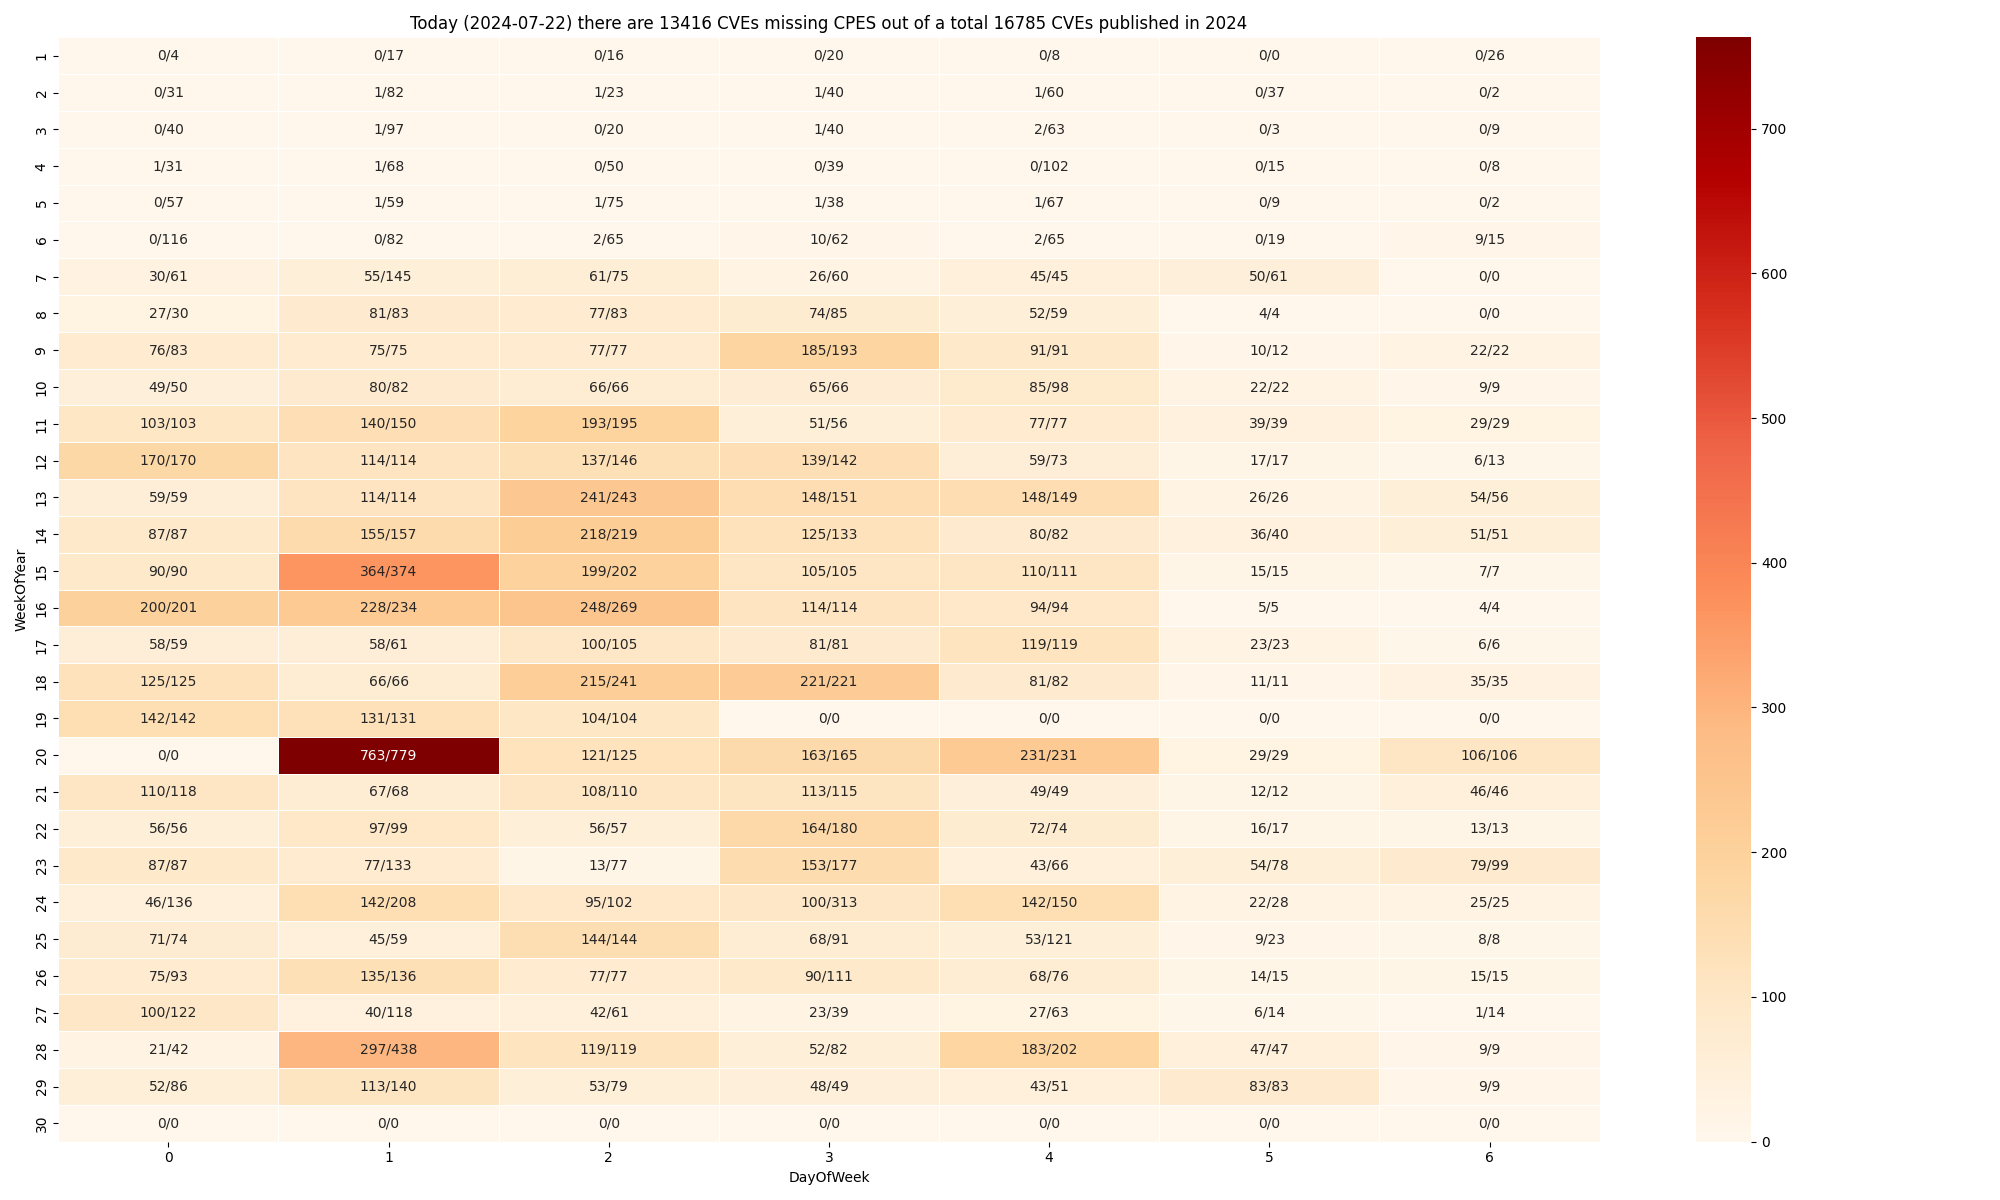 Today (2024-07-22) there are 13416 CVEs missing CPES out of a total 16785 CVEs published in 2024
WeekOfYear
1 0/4 0/17 0/16 0/20 0/8 0/0 0/26
2 0/31 1/82 1/23 1/40 1/60 0/37 0/2
3 0/40 1/97 0/20 1/40 2/63 0/3 0/9
4 1/31 1/68 0/50 0/39 0/102 0/15 0/8
5 0/57 1/59 1/75 1/38 1/67 0/9 0/2
6 0/116 0/82 2/65 10/62 2/65 0/19 9/15
7 30/61 55/145 61/75 26/60 45/45 50/61 0/0
8 27/30 81/83 77/83 74/85 52/59 4/4 0/0
9 76/83 75/75 77/77 185/193 91/91 10/12 22/22
10 49/50 80/82 66/66 65/66 85/98 22/22 9/9
11 103/103 140/150 193/195 51/56 77/77 39/39 29/29
12 170/170 114/114 137/146 139/142 59/73 17/17 6/13
13 59/59 114/114 241/243 148/151 148/149 26/26 54/56
14 87/87 155/157 218/219 125/133 80/82 36/40 51/51
15 90/90 364/374 199/202 105/105 110/111 15/15 7/7
16 200/201 228/234 248/269 114/114 94/94 5/5 4/4
17 58/59 58/61 100/105 81/81 119/119 23/23 6/6
18 125/125 66/66 215/241 221/221 81/82 11/11 35/35
19 142/142 131/131 104/104 0/0 0/0 0/0 0/0
20 0/0 763/779 121/125 163/165 231/231 29/29 106/106
21 110/118 67/68 108/110 113/115 49/49 12/12 46/46
22 56/56 97/99 56/57 164/180 72/74 16/17 13/13
23 87/87 77/133 13/77 153/177 43/66 54/78 79/99
24 46/136 142/208 95/102 100/313 142/150 22/28 25/25
25 71/74 45/59 144/144 68/91 53/121 9/23 8/8
26 75/93 135/136 77/77 90/111 68/76 14/15 15/15
27 100/122 40/118 42/61 23/39 27/63 6/14 1/14
28 21/42 297/438 119/119 52/82 183/202 47/47 9/9
29 52/86 113/140 53/79 48/49 43/51 83/83 9/9
30 0/0 0/0 0/0 0/0 0/0 0/0 0/0
0 1 2 3 4 5 6
DayOfWeek
700
600
500
400
300
200
100
0